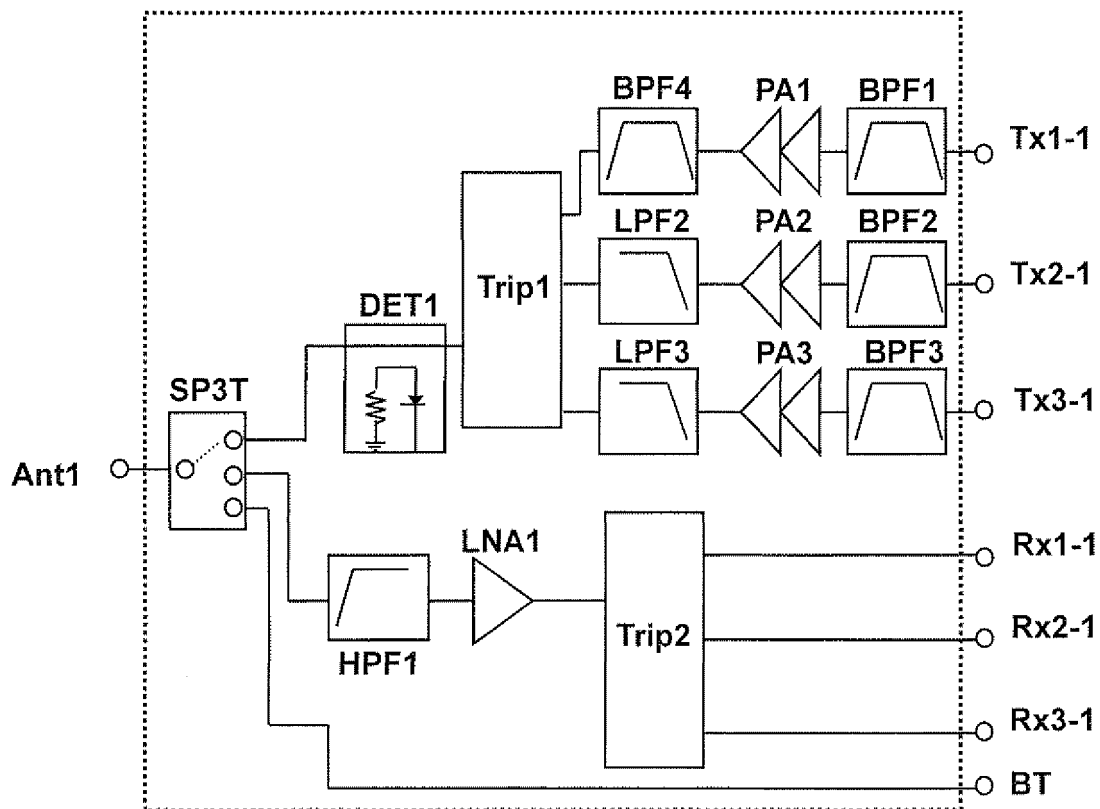 BPF4 PA1 BPF1
Tx1-1
LPF2 PA2 BPF2
Tx2-1
Trip1
DET1
LPF3 PA3 BPF3
Tx3-1
SP3T
Ant1
LNA1
Rx1-1
Trip2
Rx2-1
HPF1
Rx3-1
BT